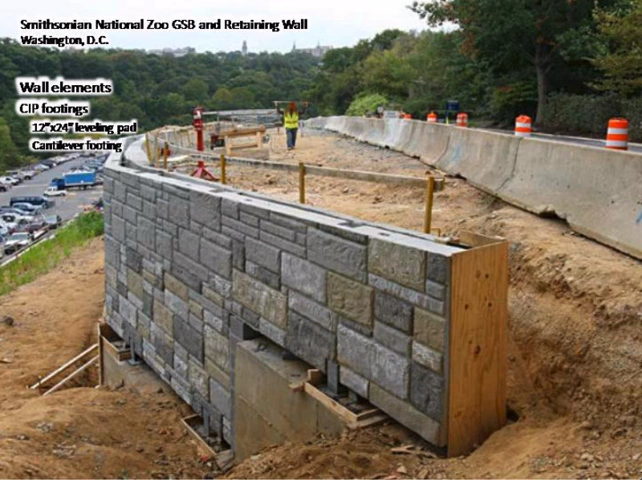 Smithsonian National Zoo GSB and Retaining Wall
Washington, D.C.
Wall elements
CIP footings
12"x24" leveling pad
Cantilever footing